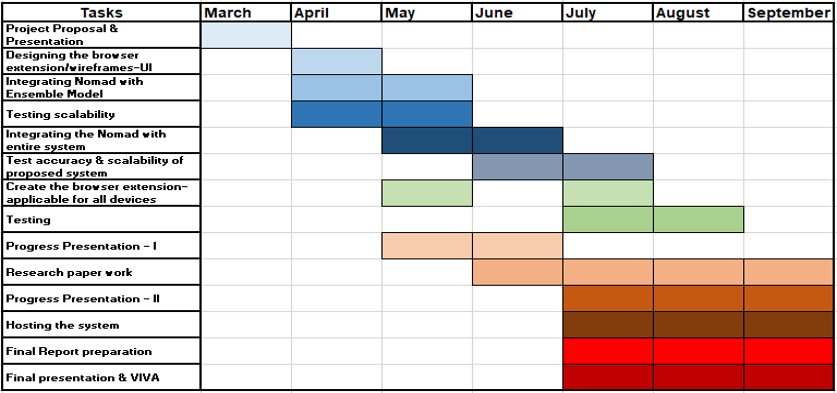 Tasks March April May June July August September
Project Proposal &
Presentation
Designing the browser
extension/wireframes-UI
Integrating Nomad with
Ensemble Model
Testing scalability
Integrating the Nomad with
entire system
Test accuracy & scalability of
proposed system
Create the browser extension-
applicable for all devices
Testing
Progress Presentation - I
Research paper work
Progress Presentation - II
Hosting the system
Final Report preparation
Final presentation & VIVA